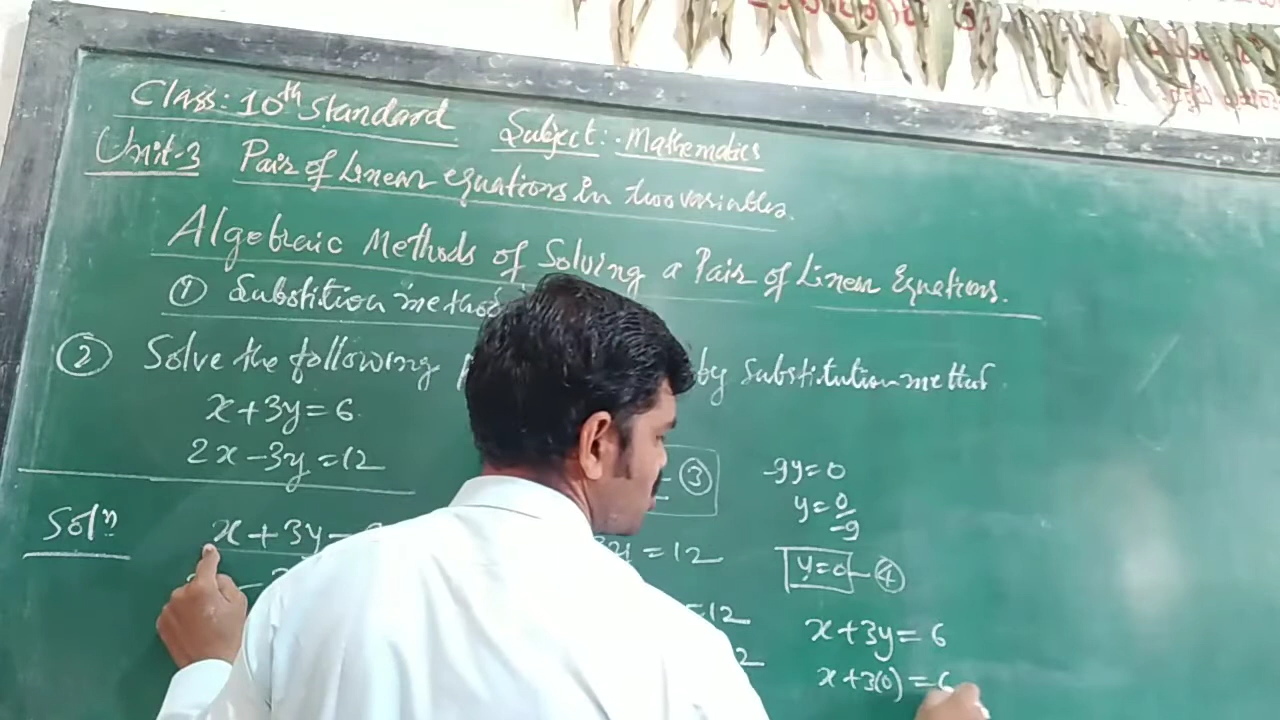 Class: 10th Standard Subject: Mathematics
Unit-3 Pair of Linear equations in two variables.
Algebraic Methods of Solving a Pair of Linear Equations.
① Substition method
② Solve the following by Substitution method
x+3y=6
2x-3y=12
Soln
x+3y
③
=12
=12
-9y=0
y=0/-9
y=0 - ④
x+3y=6
x+3(0)=6